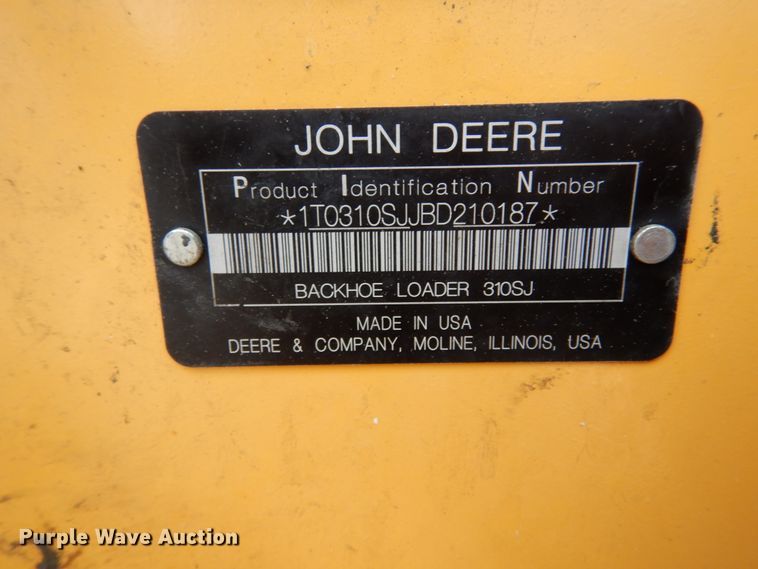 JOHN DEERE
Product Identification Number
*1T0310SJJBD210187*
BACKHOE LOADER 310SJ
MADE IN USA
DEERE & COMPANY, MOLINE, ILLINOIS, USA
Purple Wave Auction